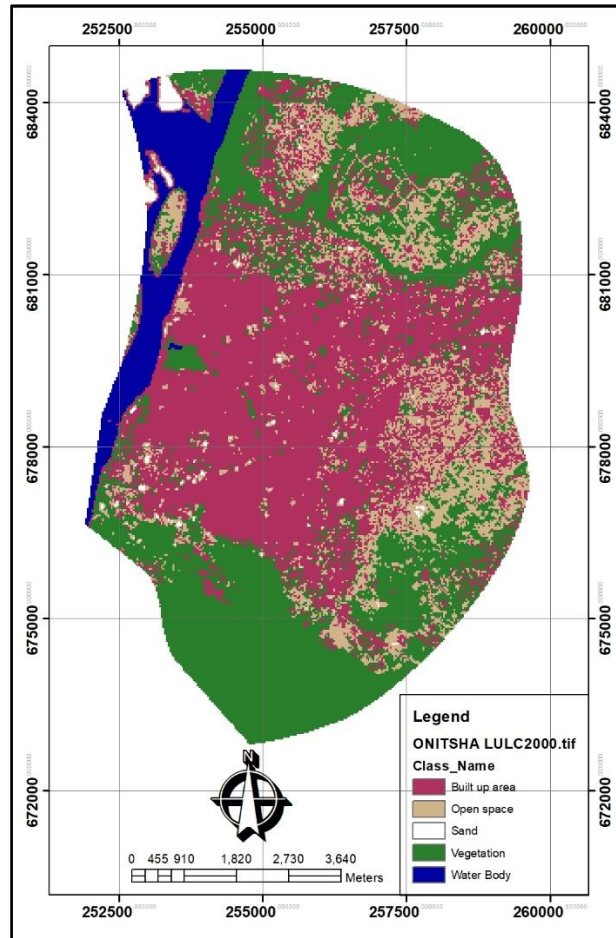 252500 255000 257500 260000
684000 684000
681000 681000
678000 678000
675000 675000
672000 672000
Legend
ONITSHA LULC2000.tif
Class_Name
Built up area
Open space
Sand
Vegetation
Water Body
N
0 455 910 1,820 2,730 3,640
Meters
252500 255000 257500 260000